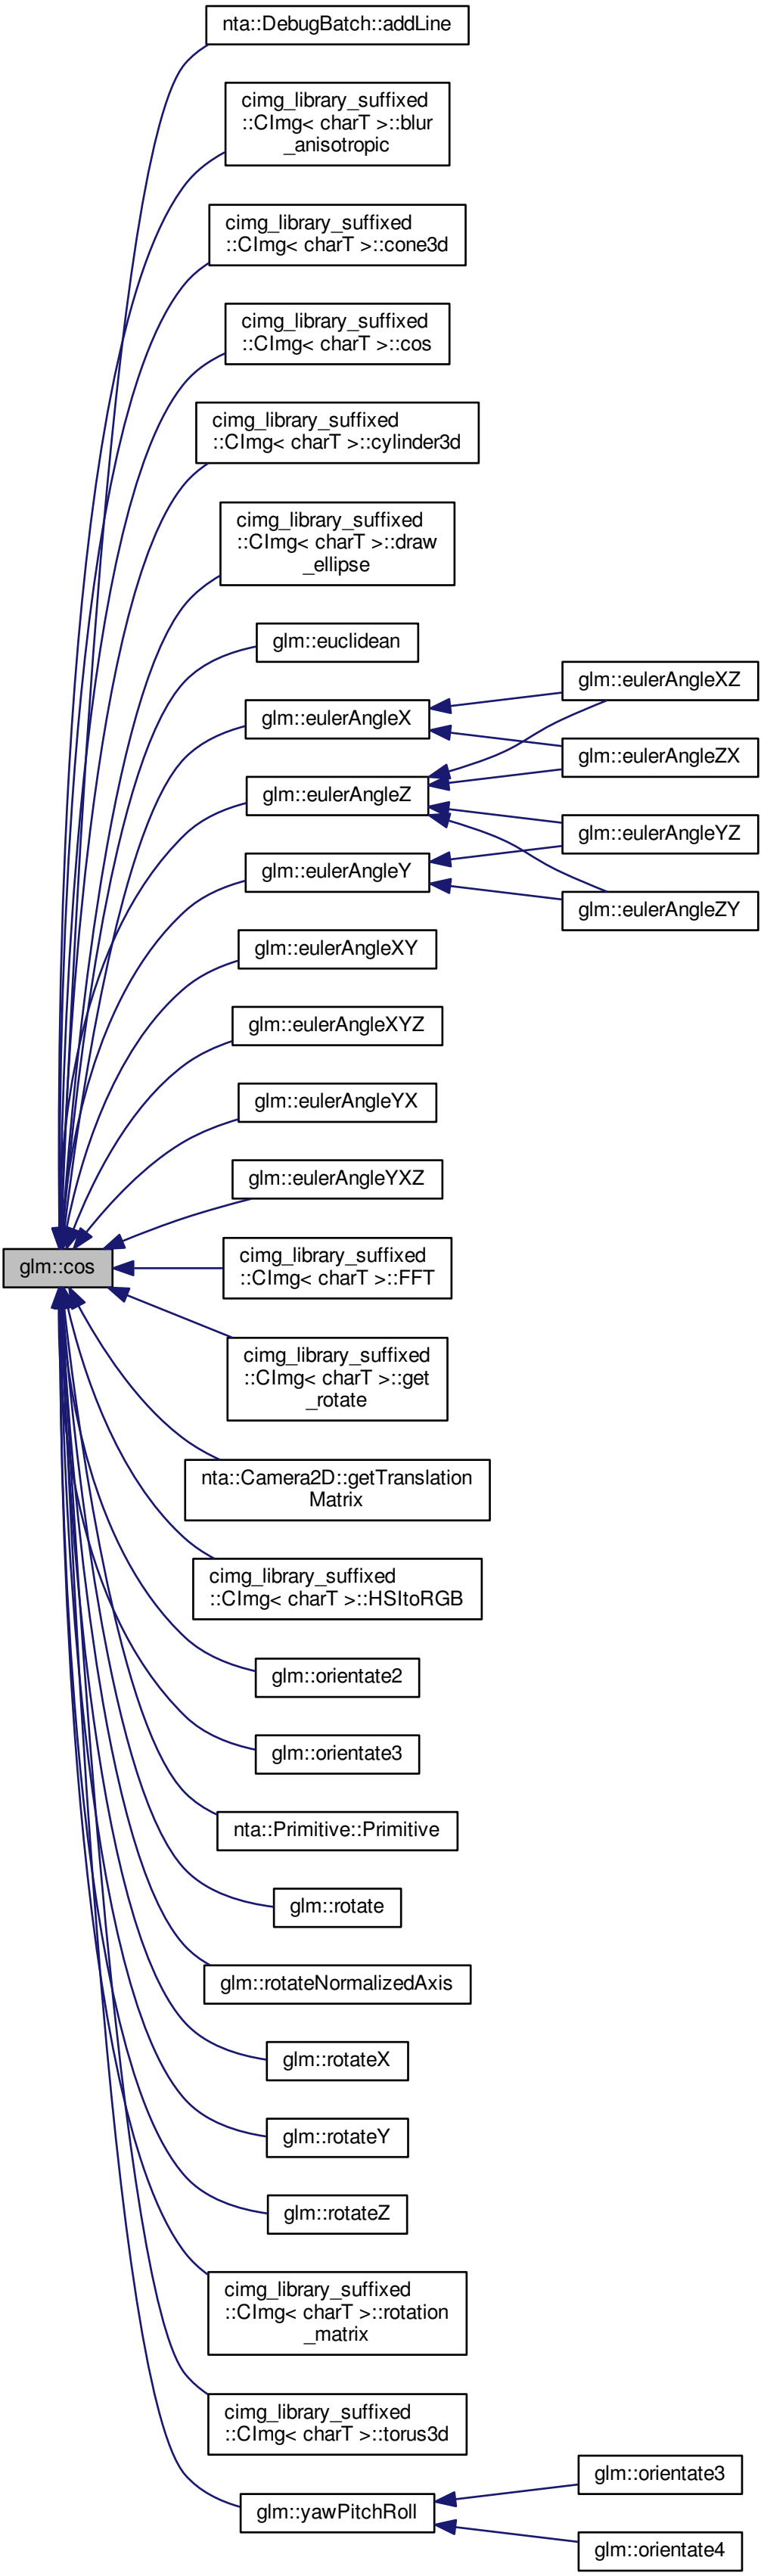 nta::DebugBatch::addLine
cimg_library_suffixed
::CImg< charT >::blur
_anisotropic
cimg_library_suffixed
::CImg< charT >::cone3d
cimg_library_suffixed
::CImg< charT >::cos
cimg_library_suffixed
::CImg< charT >::cylinder3d
cimg_library_suffixed
::CImg< charT >::draw
_ellipse
glm::euclidean
glm::eulerAngleX
glm::eulerAngleXZ
glm::eulerAngleZX
glm::eulerAngleZ
glm::eulerAngleYZ
glm::eulerAngleY
glm::eulerAngleZY
glm::eulerAngleXY
glm::eulerAngleXYZ
glm::eulerAngleYX
glm::eulerAngleYXZ
glm::cos
cimg_library_suffixed
::CImg< charT >::FFT
cimg_library_suffixed
::CImg< charT >::get
_rotate
nta::Camera2D::getTranslation
Matrix
cimg_library_suffixed
::CImg< charT >::HSItoRGB
glm::orientate2
glm::orientate3
nta::Primitive::Primitive
glm::rotate
glm::rotateNormalizedAxis
glm::rotateX
glm::rotateY
glm::rotateZ
cimg_library_suffixed
::CImg< charT >::rotation
_matrix
cimg_library_suffixed
::CImg< charT >::torus3d
glm::orientate3
glm::yawPitchRoll
glm::orientate4